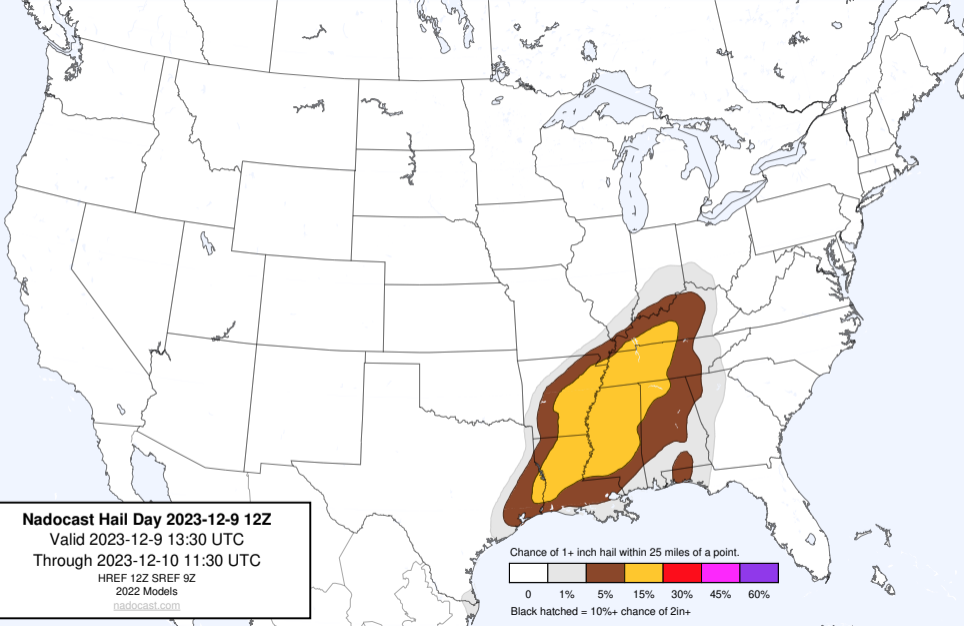 Nadocast Hail Day 2023-12-9 12Z
Valid 2023-12-9 13:30 UTC
Through 2023-12-10 11:30 UTC
HREF 12Z SREF 9Z
2022 Models
nadocast.com
Chance of 1+ inch hail within 25 miles of a point.
0 1% 5% 15% 30% 45% 60%
Black hatched = 10%+ chance of 2in+